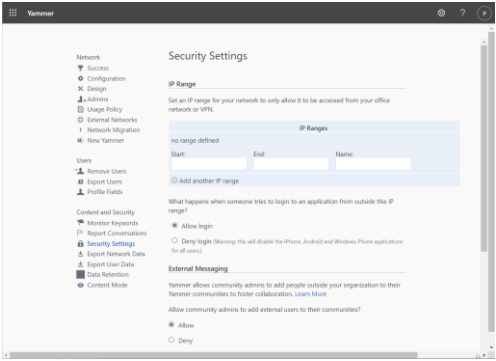 Yammer
?
P
Network
Success
Configuration
Design
Admins
Usage Policy
External Networks
Network Migration
New Yammer
Users
Remove Users
Export Users
Profile Fields
Content and Security
Monitor Keywords
Report Conversations
Security Settings
Export Network Data
Export User Data
Data Retention
Content Mode
Security Settings
IP Range
Set an IP range for your network to only allow it to be accessed from your office
network or VPN.
IP Ranges
no range defined
Start:
End:
Name:
Add another IP range
What happens when someone tries to login to an application from outside this IP
range?
Allow login
Deny login (Warning: this will disable the iPhone, Android and Windows Phone applications
for all users.)
External Messaging
Yammer allows community admins to add people outside your organization to their
Yammer communities to foster collaboration. Learn More
Allow community admins to add external users to their communities?
Allow
Deny